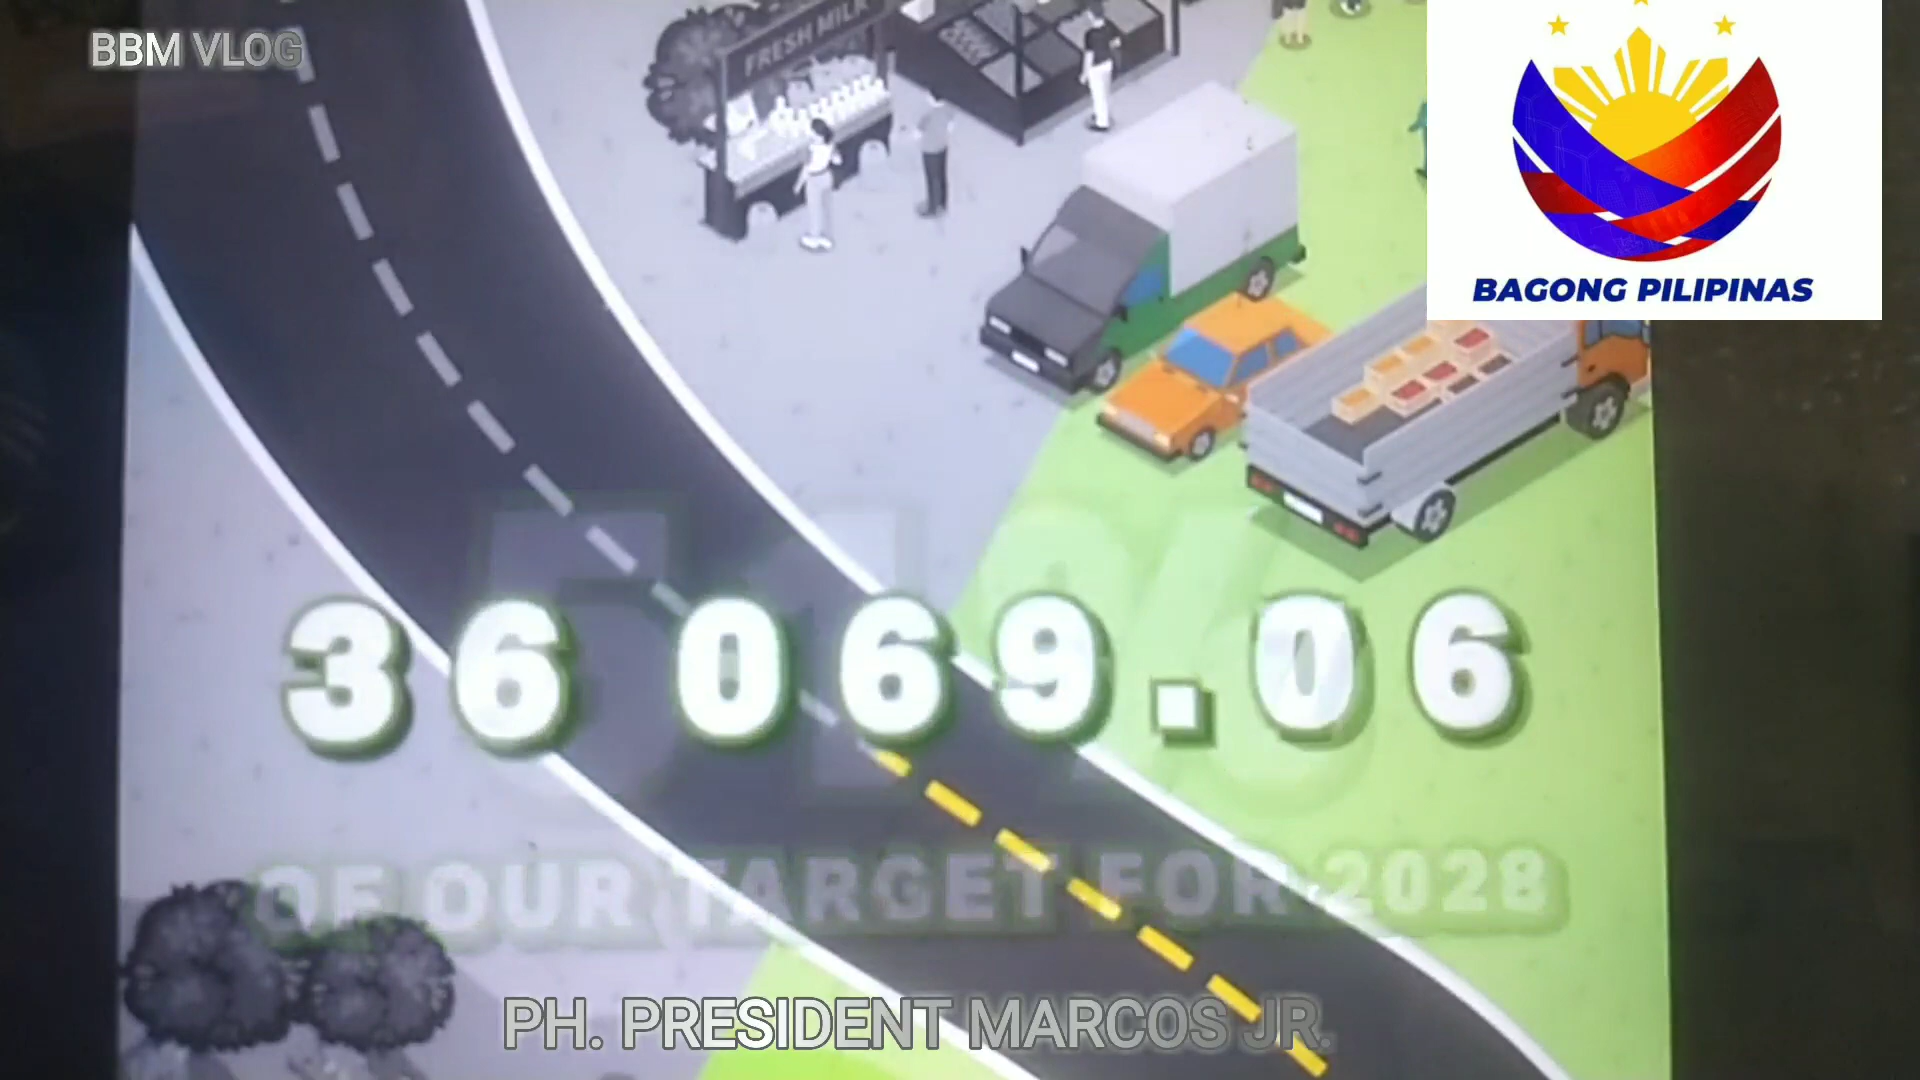 BBM VLOG
FRESH MILK
BAGONG PILIPINAS
36 069.06
OF OUR TARGET FOR 2028
PH. PRESIDENT MARCOS JR.